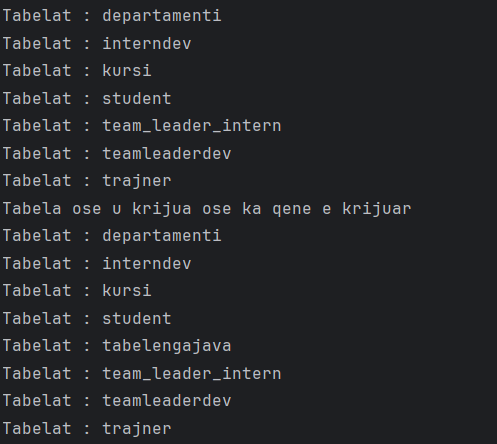 Tabelat : departamenti
Tabelat : interndev
Tabelat : kursi
Tabelat : student
Tabelat : team_leader_intern
Tabelat : teamleaderdev
Tabelat : trajner
Tabela ose u krijua ose ka qene e krijuar
Tabelat : departamenti
Tabelat : interndev
Tabelat : kursi
Tabelat : student
Tabelat : tabelengajava
Tabelat : team_leader_intern
Tabelat : teamleaderdev
Tabelat : trajner